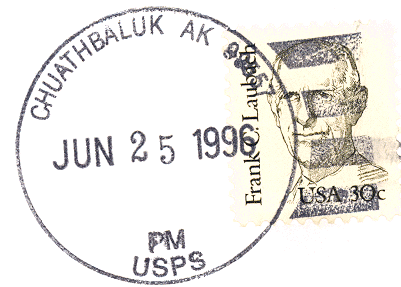 CHUATHBALUK AK
JUN 25 1996
PM
USPS
Frank C. Laubach
USA 30c